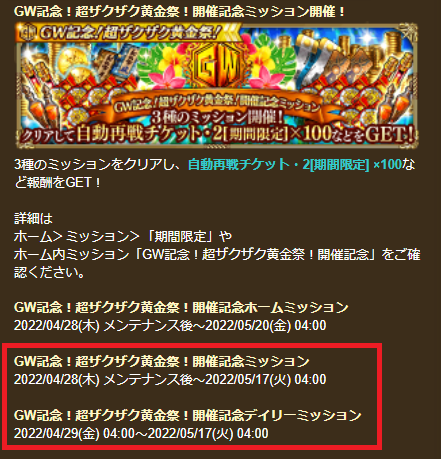 GW記念！超ザクザク黄金祭！開催記念ミッション開催！
GW
GW記念！超ザクザク黄金祭！開催記念ミッション
3種のミッション開催！
クリアして自動再戦チケット・2[期間限定]×100などをGET！
3種のミッションをクリアし、自動再戦チケット・2[期間限定] ×100な
ど報酬をGET！
詳細は
ホーム＞ミッション＞「期間限定」や
ホーム内ミッション「GW記念！超ザクザク黄金祭！開催記念」をご確
認ください。
GW記念！超ザクザク黄金祭！開催記念ホームミッション
2022/04/28(木) メンテナンス後～2022/05/20(金) 04:00
GW記念！超ザクザク黄金祭！開催記念ミッション
2022/04/28(木) メンテナンス後～2022/05/17(火) 04:00
GW記念！超ザクザク黄金祭！開催記念デイリーミッション
2022/04/29(金) 04:00～2022/05/17(火) 04:00